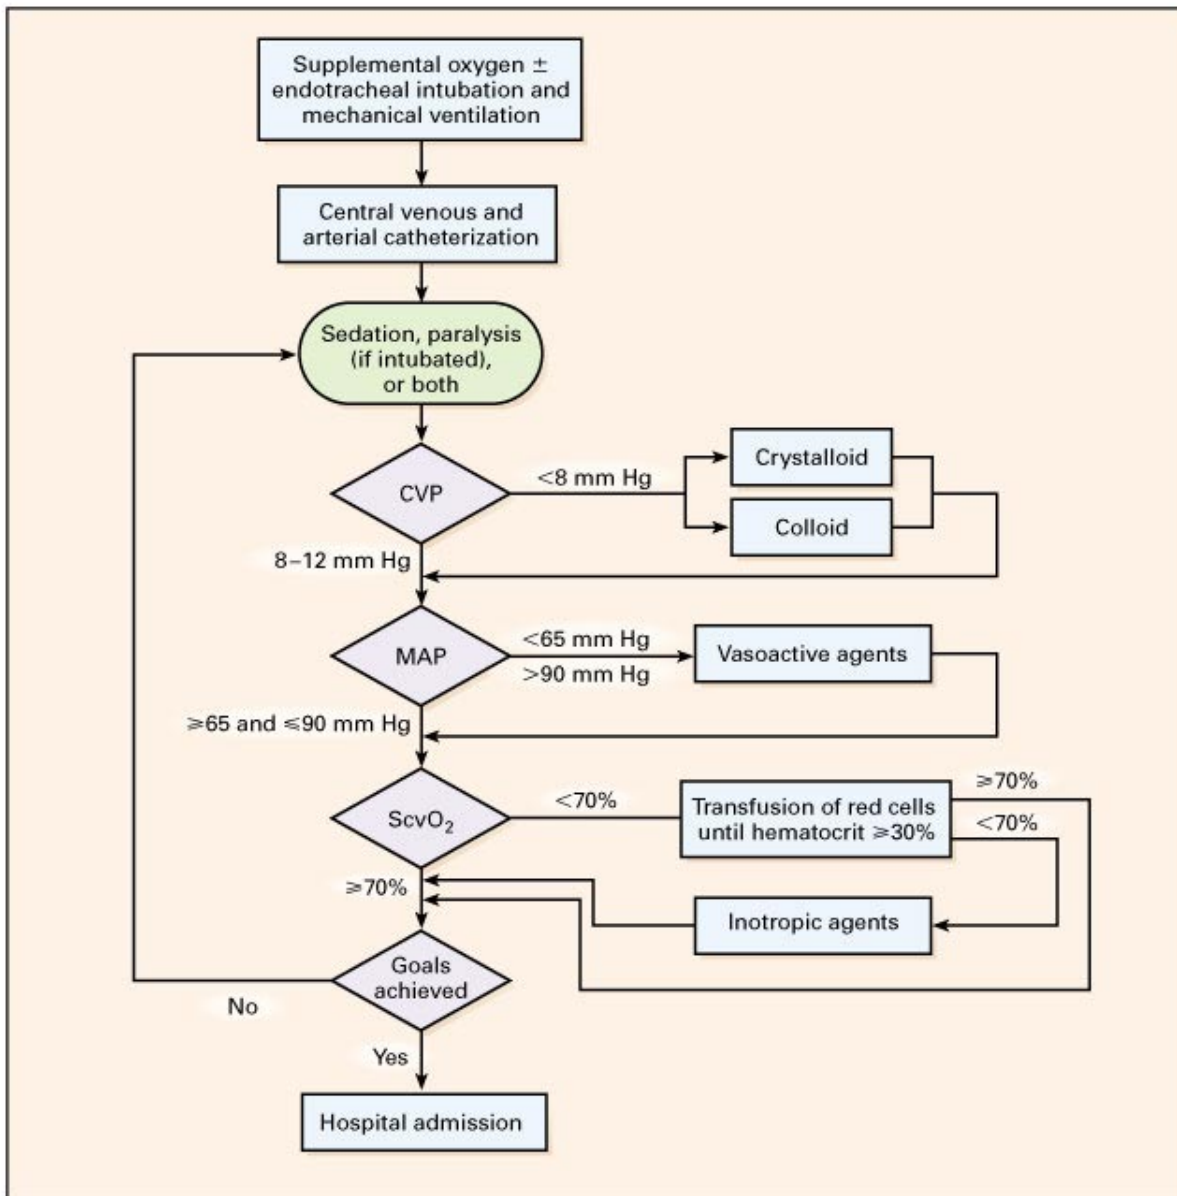 Supplemental oxygen ±
endotracheal intubation and
mechanical ventilation
Central venous and
arterial catheterization
Sedation, paralysis
(if intubated),
or both
CVP
<8 mm Hg
Crystalloid
Colloid
8–12 mm Hg
MAP
<65 mm Hg
>90 mm Hg
Vasoactive agents
⩾65 and ⩽90 mm Hg
ScvO₂
<70%
Transfusion of red cells
until hematocrit ⩾30%
⩾70%
<70%
⩾70%
Inotropic agents
Goals
achieved
No
Yes
Hospital admission